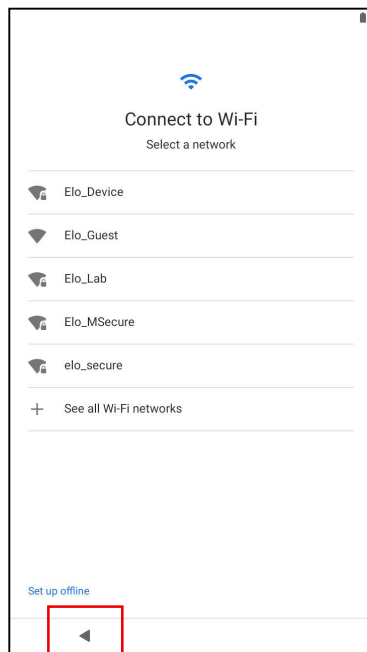 Connect to Wi-Fi
Select a network
Elo_Device
Elo_Guest
Elo_Lab
Elo_MSecure
elo_secure
See all Wi-Fi networks
Set up offline